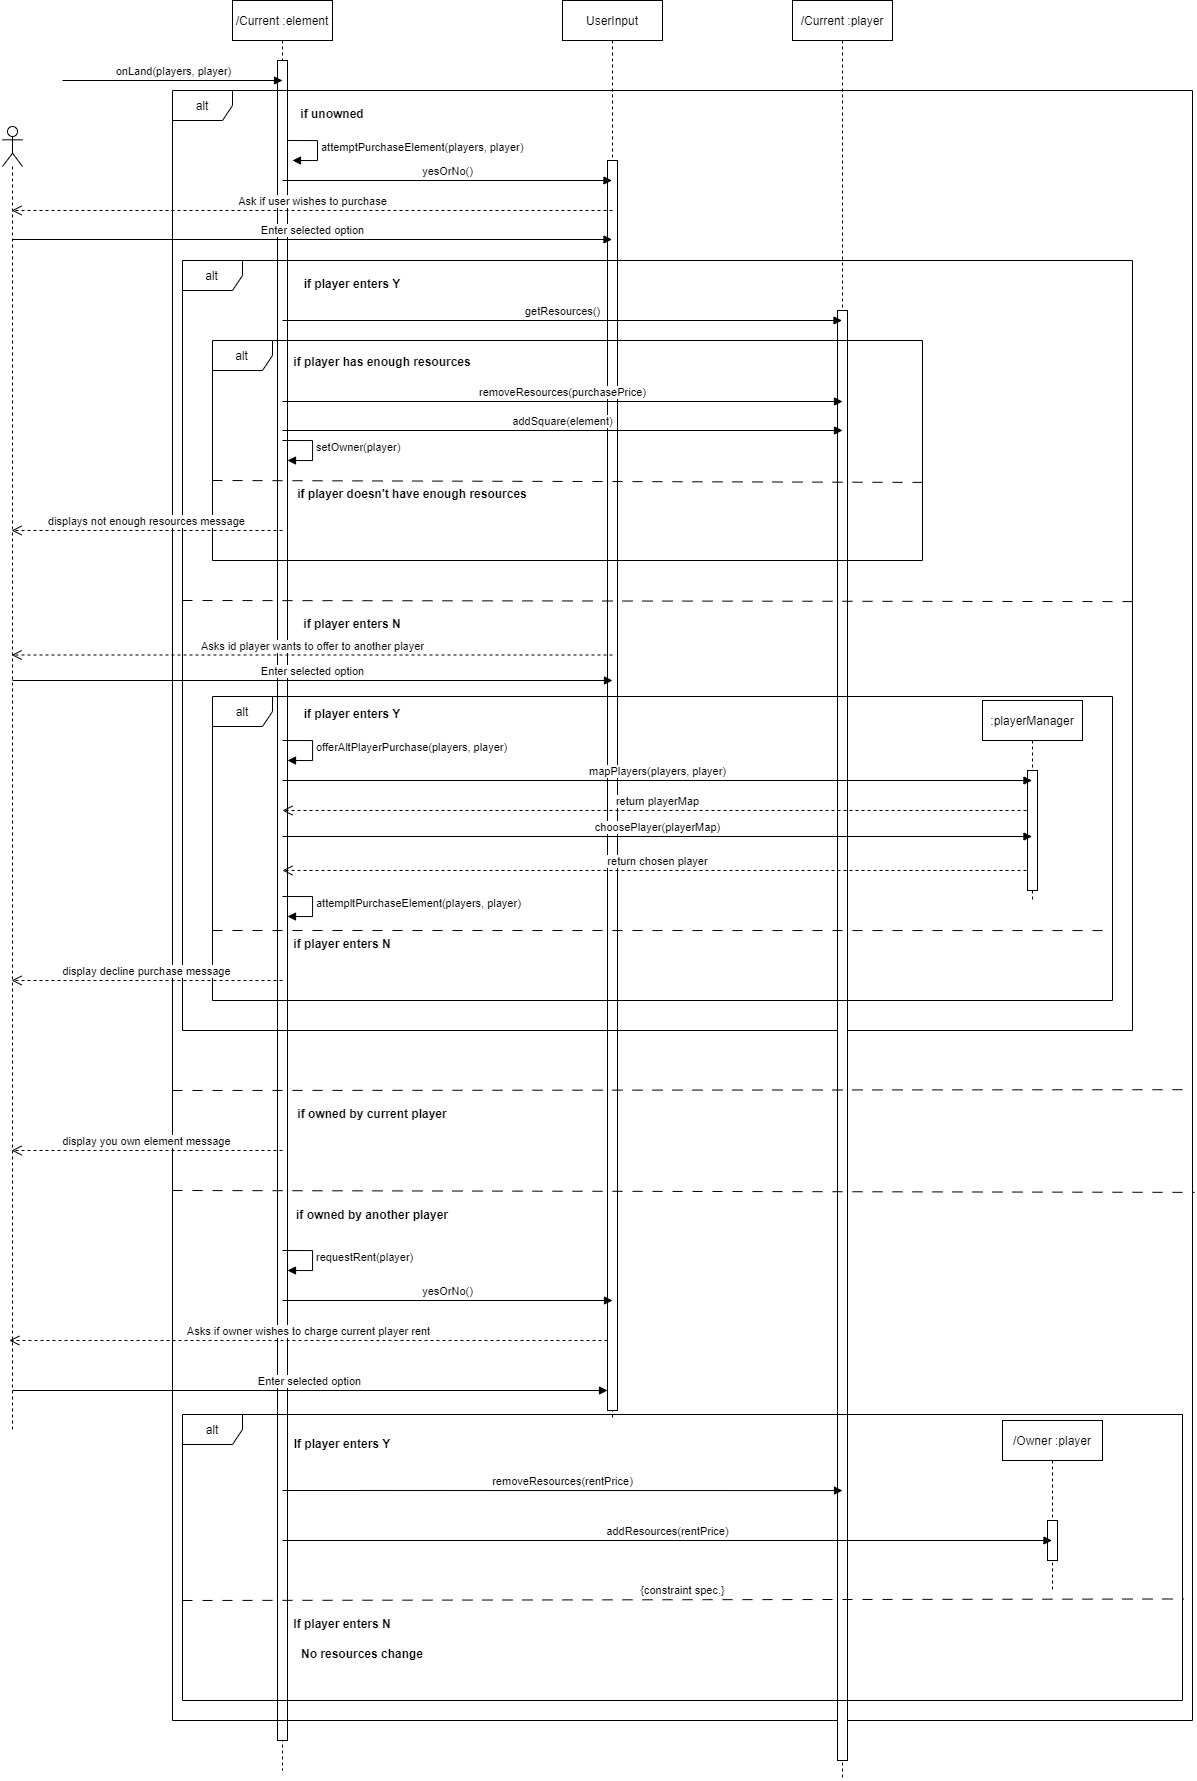 /Current :element
UserInput
/Current :player
onLand(players, player)
alt
if unowned
attemptPurchaseElement(players, player)
yesOrNo()
Ask if user wishes to purchase
Enter selected option
alt
if player enters Y
getResources()
alt
if player has enough resources
removeResources(purchasePrice)
addSquare(element)
setOwner(player)
if player doesn't have enough resources
displays not enough resources message
if player enters N
Asks id player wants to offer to another player
Enter selected option
alt
if player enters Y
:playerManager
offerAltPlayerPurchase(players, player)
mapPlayers(players, player)
return playerMap
choosePlayer(playerMap)
return chosen player
attempltPurchaseElement(players, player)
if player enters N
display decline purchase message
if owned by current player
display you own element message
if owned by another player
requestRent(player)
yesOrNo()
Asks if owner wishes to charge current player rent
Enter selected option
alt
If player enters Y
/Owner :player
removeResources(rentPrice)
addResources(rentPrice)
{constraint spec.}
If player enters N
No resources change